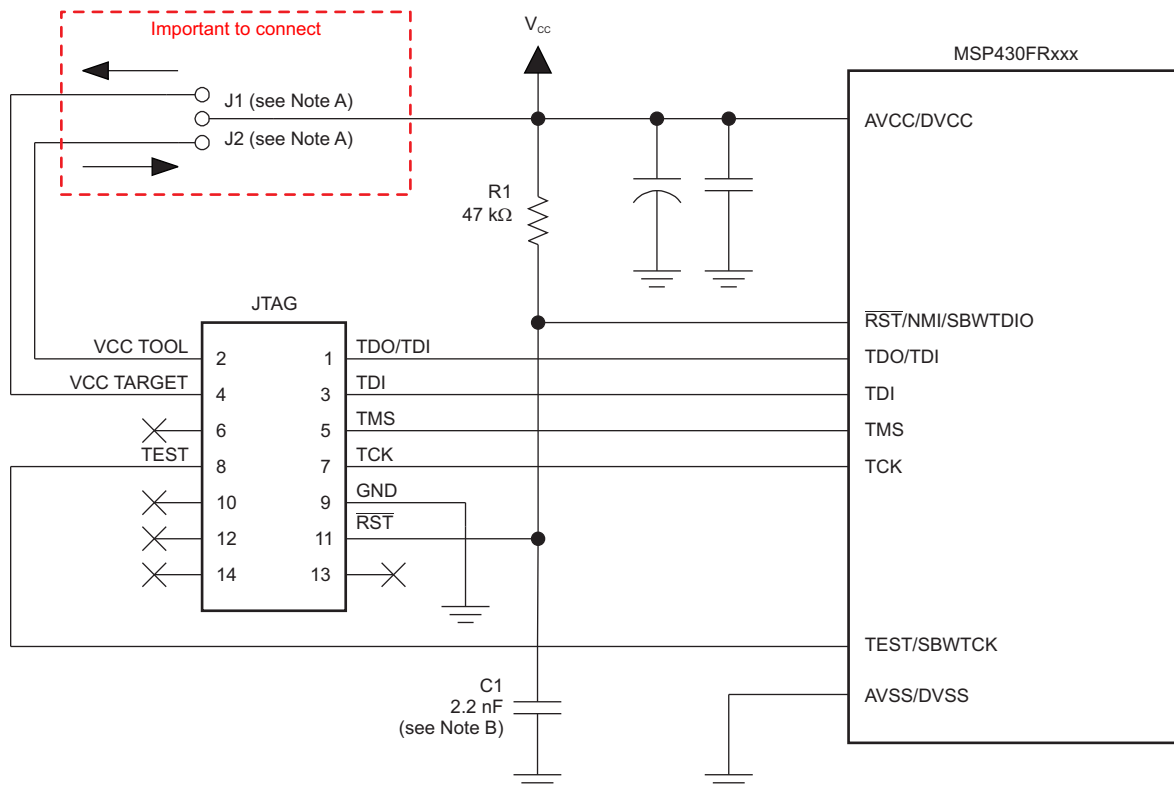 Important to connect
J1 (see Note A)
J2 (see Note A)
VCC
MSP430FRxxx
AVCC/DVCC
R1
47 kΩ
JTAG
RST/NMI/SBWTDIO
VCC TOOL 2 1 TDO/TDI TDO/TDI
VCC TARGET 4 3 TDI TDI
6 5 TMS TMS
TEST 8 7 TCK TCK
10 9 GND
12 11 RST
14 13
TEST/SBWTCK
C1
2.2 nF
(see Note B)
AVSS/DVSS